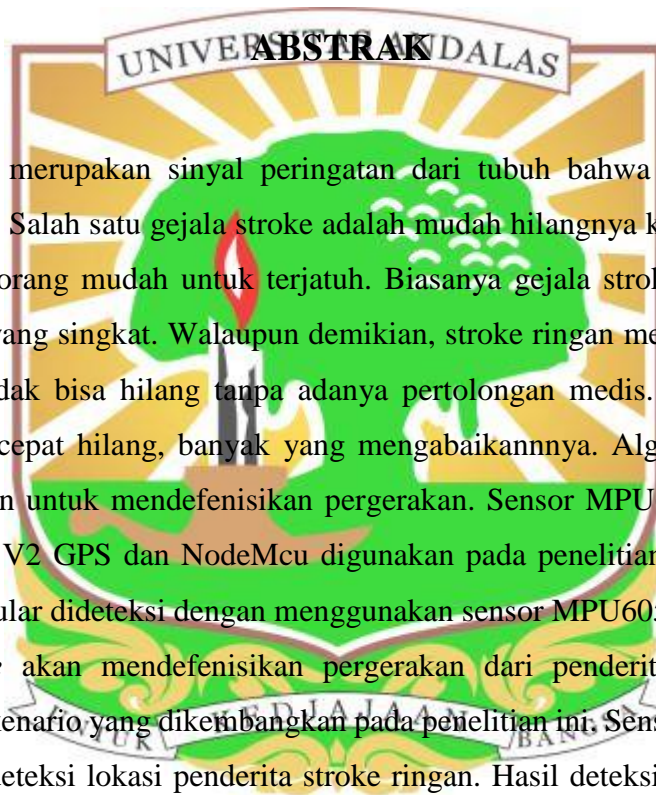 UNIVERSITAS ANDALAS
ABSTRAK
merupakan sinyal peringatan dari tubuh bahwa
Salah satu gejala stroke adalah mudah hilangnya k
orang mudah untuk terjatuh. Biasanya gejala strok
yang singkat. Walaupun demikian, stroke ringan me
dak bisa hilang tanpa adanya pertolongan medis.
cepat hilang, banyak yang mengabaikannnya. Alg
n untuk mendefenisikan pergerakan. Sensor MPU
V2 GPS dan NodeMcu digunakan pada penelitian
ular dideteksi dengan menggunakan sensor MPU605
akan mendefenisikan pergerakan dari penderit
kenario yang dikembangkan pada penelitian ini. Sens
UNTUK KEDJAJAAN BANGSA
deteksi lokasi penderita stroke ringan. Hasil deteksi